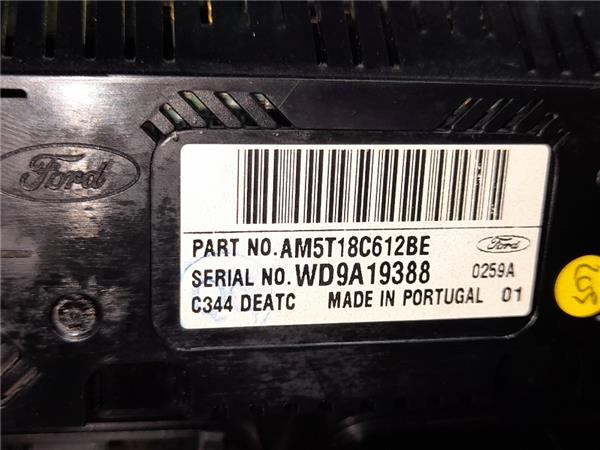 Ford
PART NO. AM5T18C612BE
Ford
SERIAL NO. WD9A19388 0259A
C344 DEATC MADE IN PORTUGAL 01